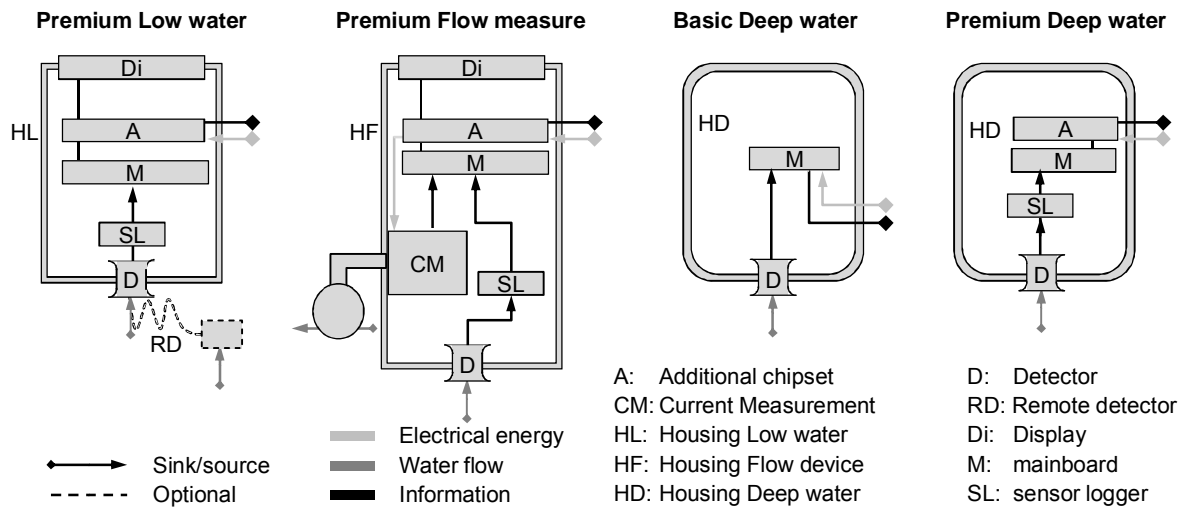 Premium Low water
Premium Flow measure
Basic Deep water
Premium Deep water
Di
HL
A
M
SL
D
RD
Di
HF
A
M
CM
SL
D
HD
M
D
HD
A
M
SL
D
Sink/source
Optional
Electrical energy
Water flow
Information
A: Additional chipset
CM: Current Measurement
HL: Housing Low water
HF: Housing Flow device
HD: Housing Deep water
D: Detector
RD: Remote detector
Di: Display
M: mainboard
SL: sensor logger